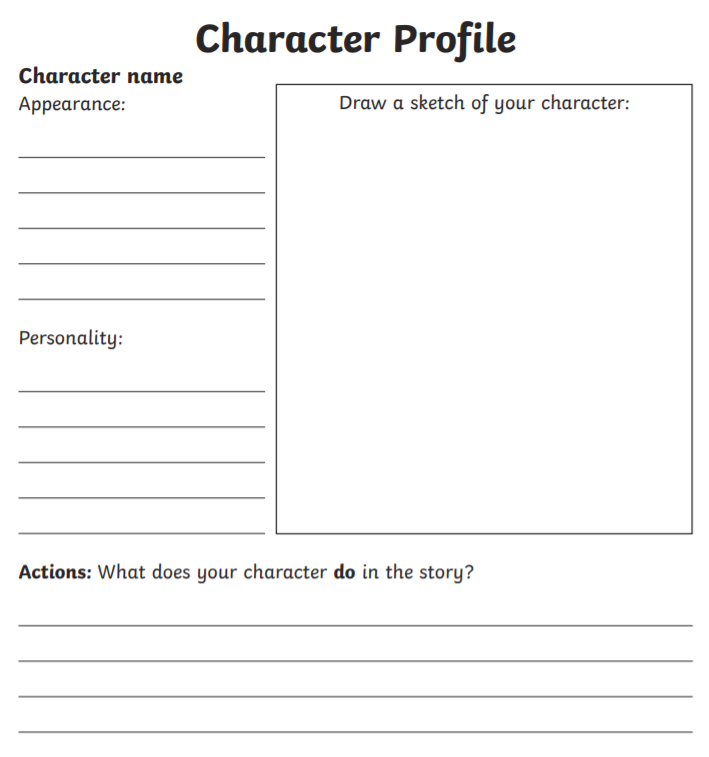 Character Profile
Character name
Appearance:
Draw a sketch of your character:
Personality:
Actions: What does your character do in the story?